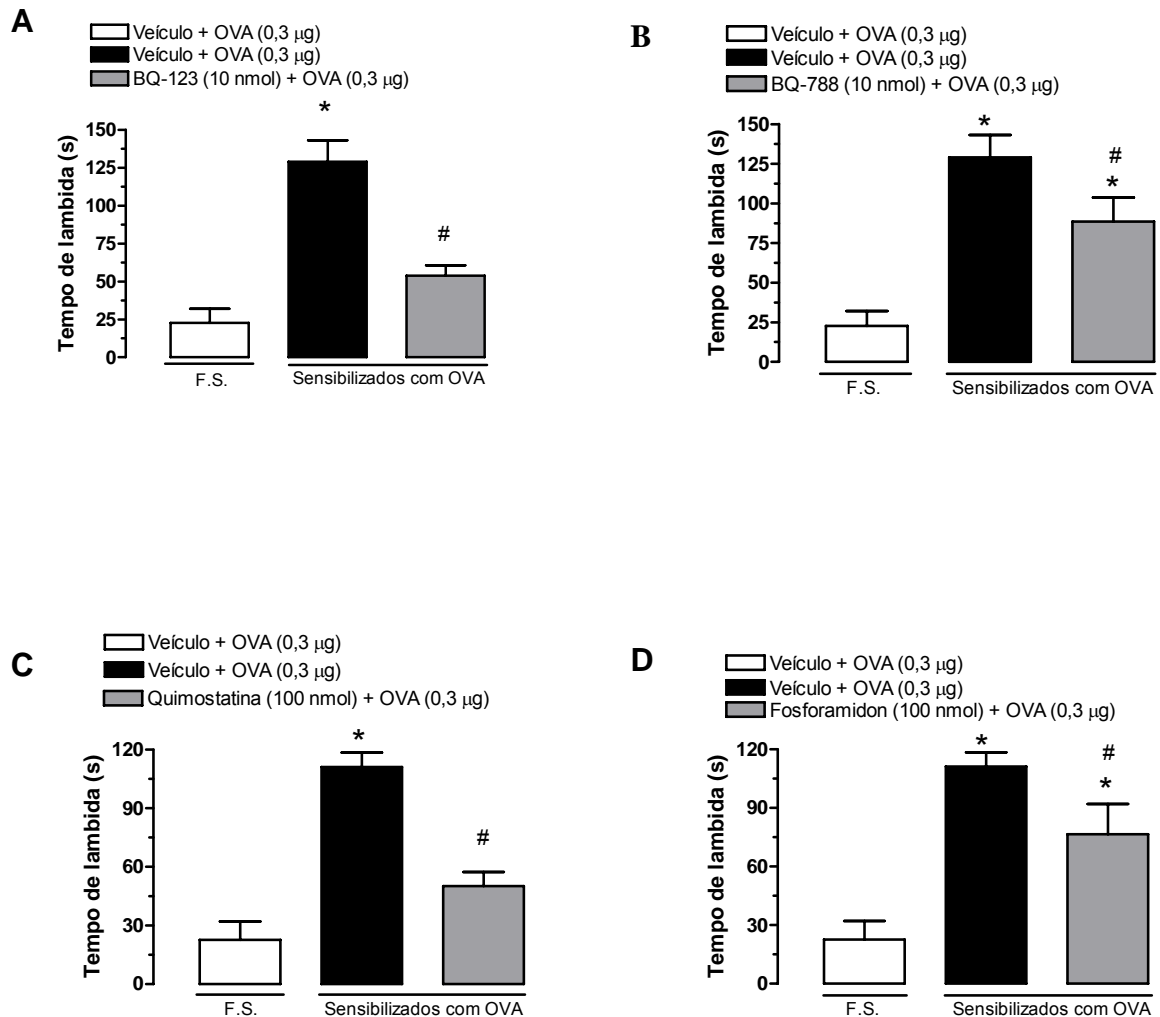 A
Veículo + OVA (0,3 μg)
Veículo + OVA (0,3 μg)
BQ-123 (10 nmol) + OVA (0,3 μg)
Tempo de lambida (s)
150
125
100
75
50
25
0
*
#
F.S.
Sensibilizados com OVA
B
Veículo + OVA (0,3 μg)
Veículo + OVA (0,3 μg)
BQ-788 (10 nmol) + OVA (0,3 μg)
Tempo de lambida (s)
150
125
100
75
50
25
0
*
#
*
F.S.
Sensibilizados com OVA
C
Veículo + OVA (0,3 μg)
Veículo + OVA (0,3 μg)
Quimostatina (100 nmol) + OVA (0,3 μg)
Tempo de lambida (s)
120
90
60
30
0
*
#
F.S.
Sensibilizados com OVA
D
Veículo + OVA (0,3 μg)
Veículo + OVA (0,3 μg)
Fosforamidon (100 nmol) + OVA (0,3 μg)
Tempo de lambida (s)
120
90
60
30
0
*
#
*
F.S.
Sensibilizados com OVA